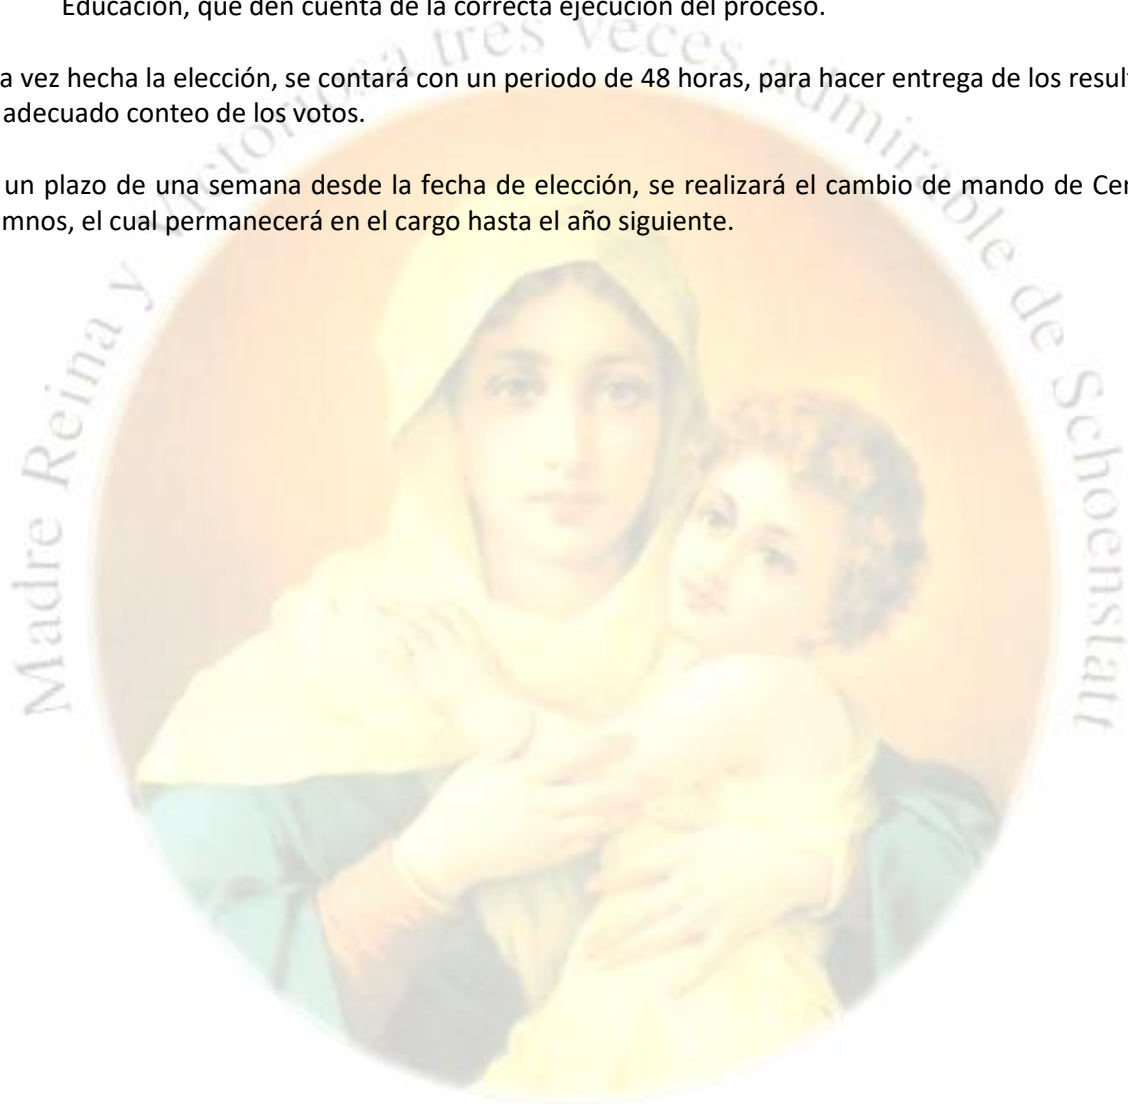 Educación, que den cuenta de la correcta ejecución del proceso.
a vez hecha la elección, se contará con un periodo de 48 horas, para hacer entrega de los resul
adecuado conteo de los votos.
un plazo de una semana desde la fecha de elección, se realizará el cambio de mando de Cer
mnos, el cual permanecerá en el cargo hasta el año siguiente.
Madre Reina y Victoriosa tres veces admirable de Schoenstatt